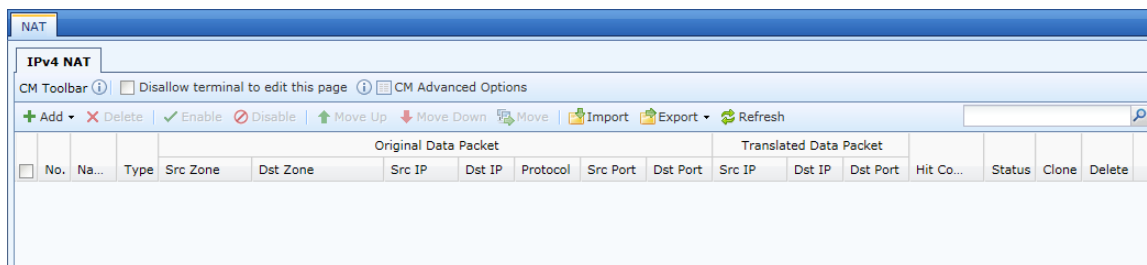 NAT
IPv4 NAT
CM Toolbar Disallow terminal to edit this page CM Advanced Options
Add Delete Enable Disable Move Up Move Down Move Import Export Refresh
Original Data Packet Translated Data Packet
No. Na... Type Src Zone Dst Zone Src IP Dst IP Protocol Src Port Dst Port Src IP Dst IP Dst Port Hit Co... Status Clone Delete